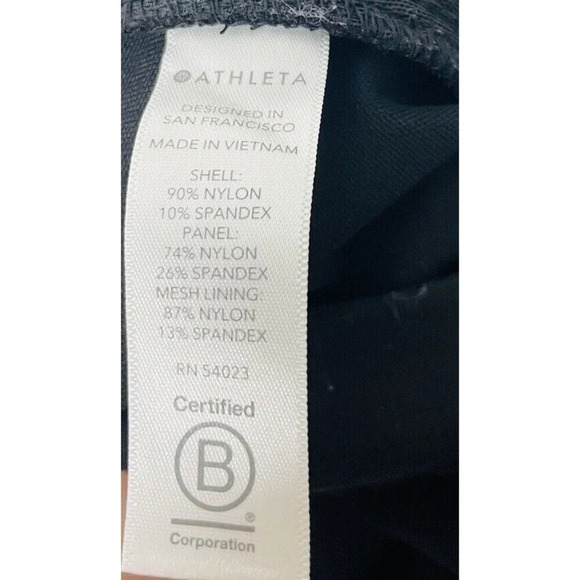 ATHLETA
DESIGNED IN
SAN FRANCISCO
MADE IN VIETNAM
SHELL:
90% NYLON
10% SPANDEX
PANEL:
74% NYLON
26% SPANDEX
MESH LINING:
87% NYLON
13% SPANDEX
RN 54023
Certified
B
®
Corporation